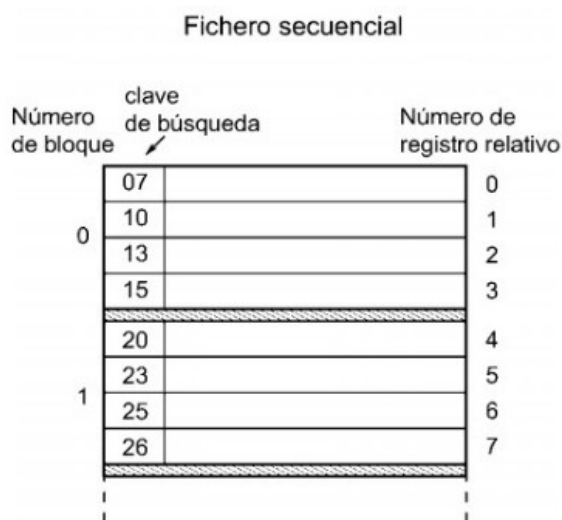 Fichero secuencial
Número
de bloque
clave
de búsqueda
Número de
registro relativo
0
07 0
10 1
13 2
15 3
1
20 4
23 5
25 6
26 7